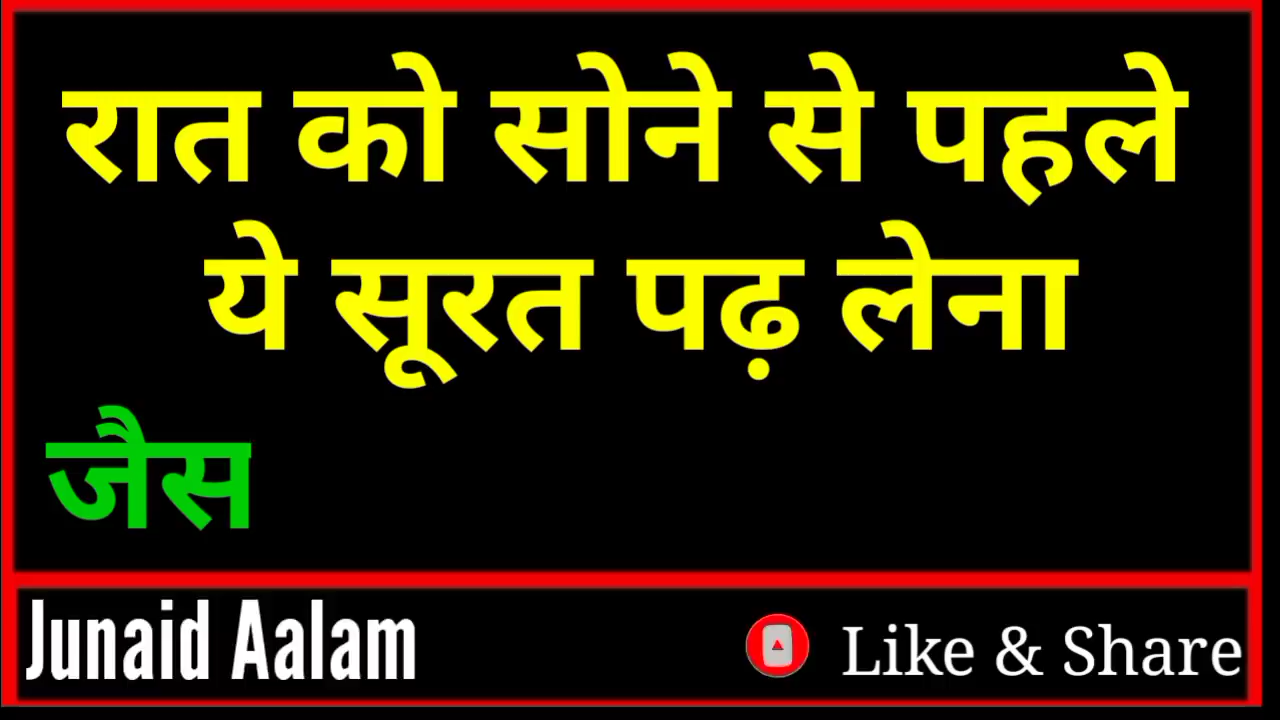 रात को सोने से पहले
ये सूरत पढ़ लेना
जैस
Junaid Aalam
Like & Share